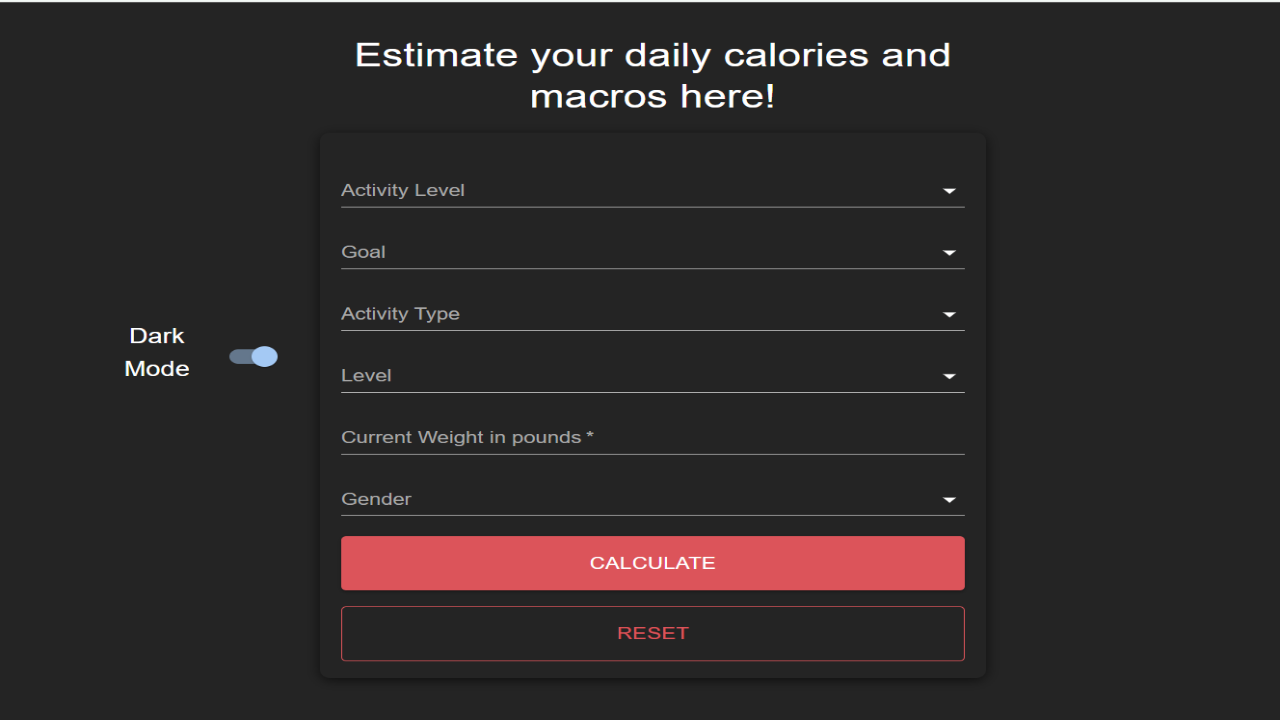 Estimate your daily calories and
macros here!
Activity Level
Goal
Activity Type
Dark
Mode
Level
Current Weight in pounds *
Gender
CALCULATE
RESET